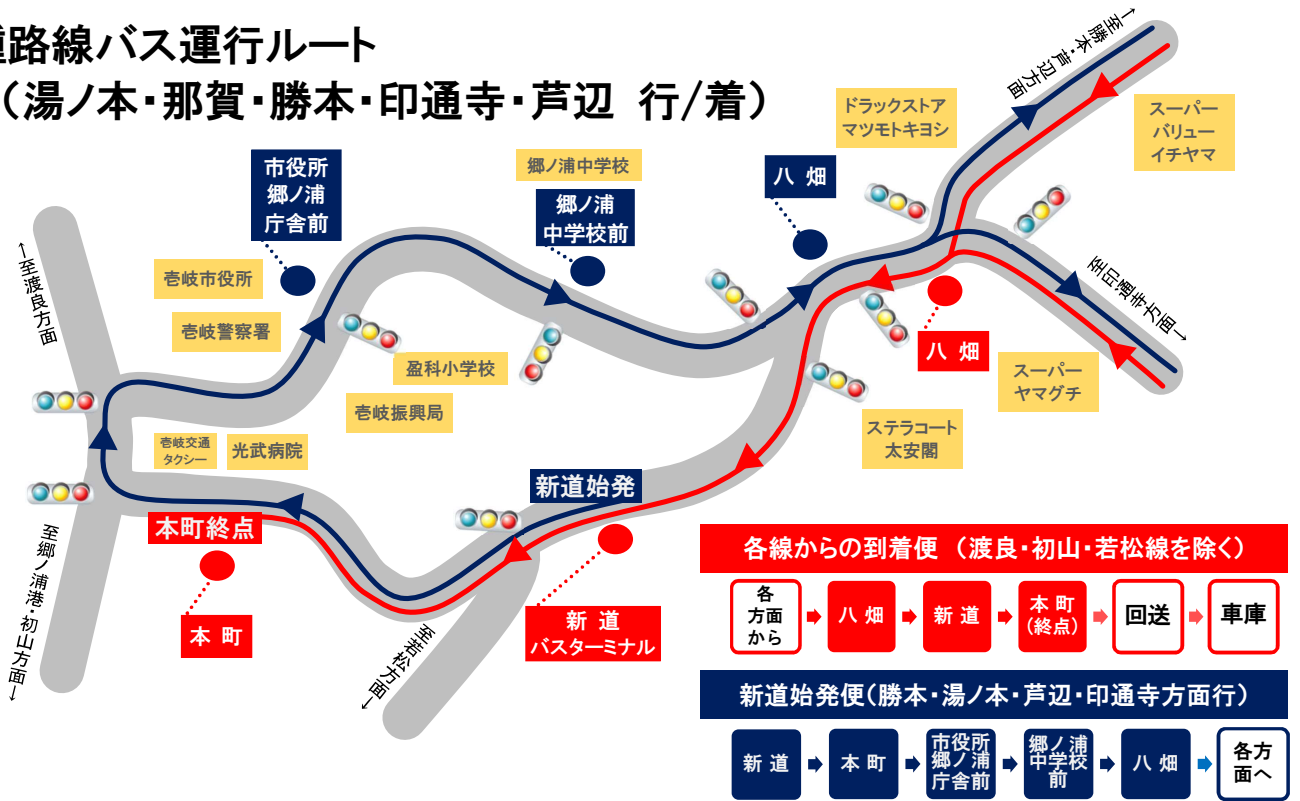 路線バス運行ルート
（湯ノ本・那賀・勝本・印通寺・芦辺 行/着）
←至勝本・芦辺方面
ドラックストア
マツモトキヨシ
スーパー
バリュー
イチヤマ
市役所
郷ノ浦
庁舎前
郷ノ浦中学校
郷ノ浦
中学校前
八 畑
←至渡良方面
壱岐市役所
壱岐警察署
至印通寺方面→
盈科小学校
壱岐振興局
八 畑
スーパー
ヤマグチ
壱岐交通
タクシー
光武病院
ステラコート
太安閣
新道始発
本町終点
本 町
新 道
バスターミナル
至郷ノ浦港・初山方面→
至若松方面→
各線からの到着便 （渡良・初山・若松線を除く）
各
方面
から
八 畑
新 道
本 町
(終点)
回送
車庫
新道始発便（勝本・湯ノ本・芦辺・印通寺方面行）
新 道
本 町
市役所
郷ノ浦
庁舎前
郷ノ浦
中学校
前
八 畑
各方
面へ